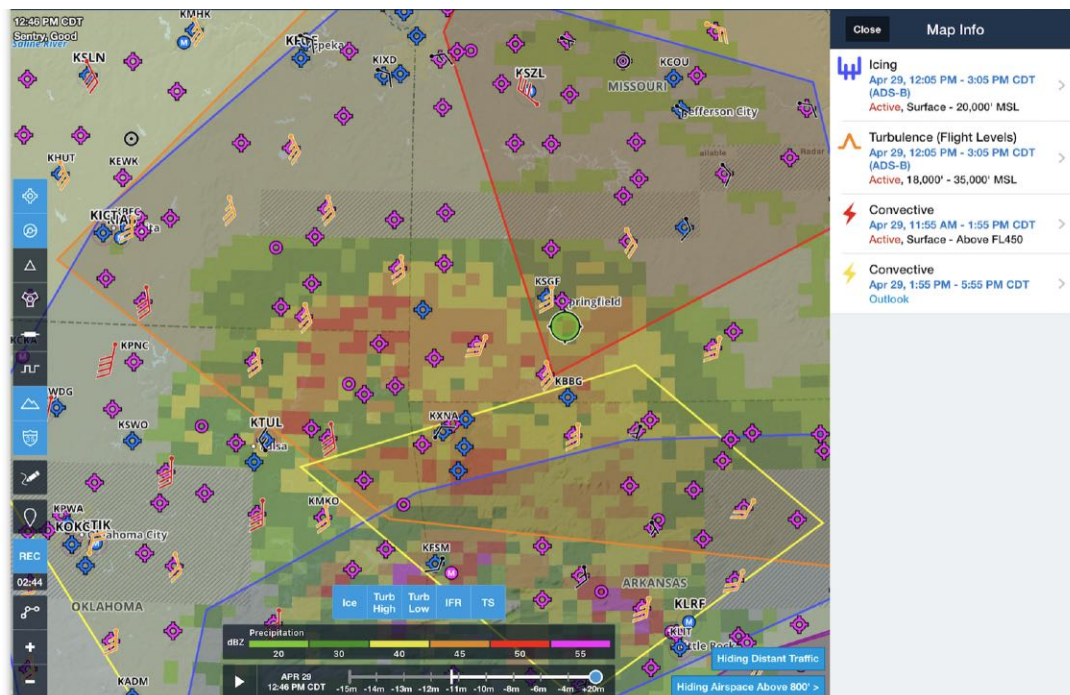 12:46 PM CDT
Sentry, Good
Saline River
KMHK
KSLN
KIXD
KSZL
KCOU
MISSOURI
Jefferson City
KHUT
KEWK
Radar
KICT
KSGF
Springfield
KPNC
KBBG
KWDG
KSWO
KTUL
KXNA
KMKO
KPWA
KOKC
KTIK
Oklahoma City
KFSM
OKLAHOMA
ARKANSAS
KLRF
KLIT
Little Rock
KADM
REC
02:44
Ice
Turb High
Turb Low
IFR
TS
Precipitation
dBZ
20 30 40 45 50 55
APR 29
12:46 PM CDT
-15m -14m -13m -12m -11m -10m -8m -6m -4m +20m
Hiding Distant Traffic
Hiding Airspace Above 800' >
Close
Map Info
Icing
Apr 29, 12:05 PM - 3:05 PM CDT
(ADS-B)
Active, Surface - 20,000' MSL
Turbulence (Flight Levels)
Apr 29, 12:05 PM - 3:05 PM CDT
(ADS-B)
Active, 18,000' - 35,000' MSL
Convective
Apr 29, 11:55 AM - 1:55 PM CDT
Active, Surface - Above FL450
Convective
Apr 29, 1:55 PM - 5:55 PM CDT
Outlook